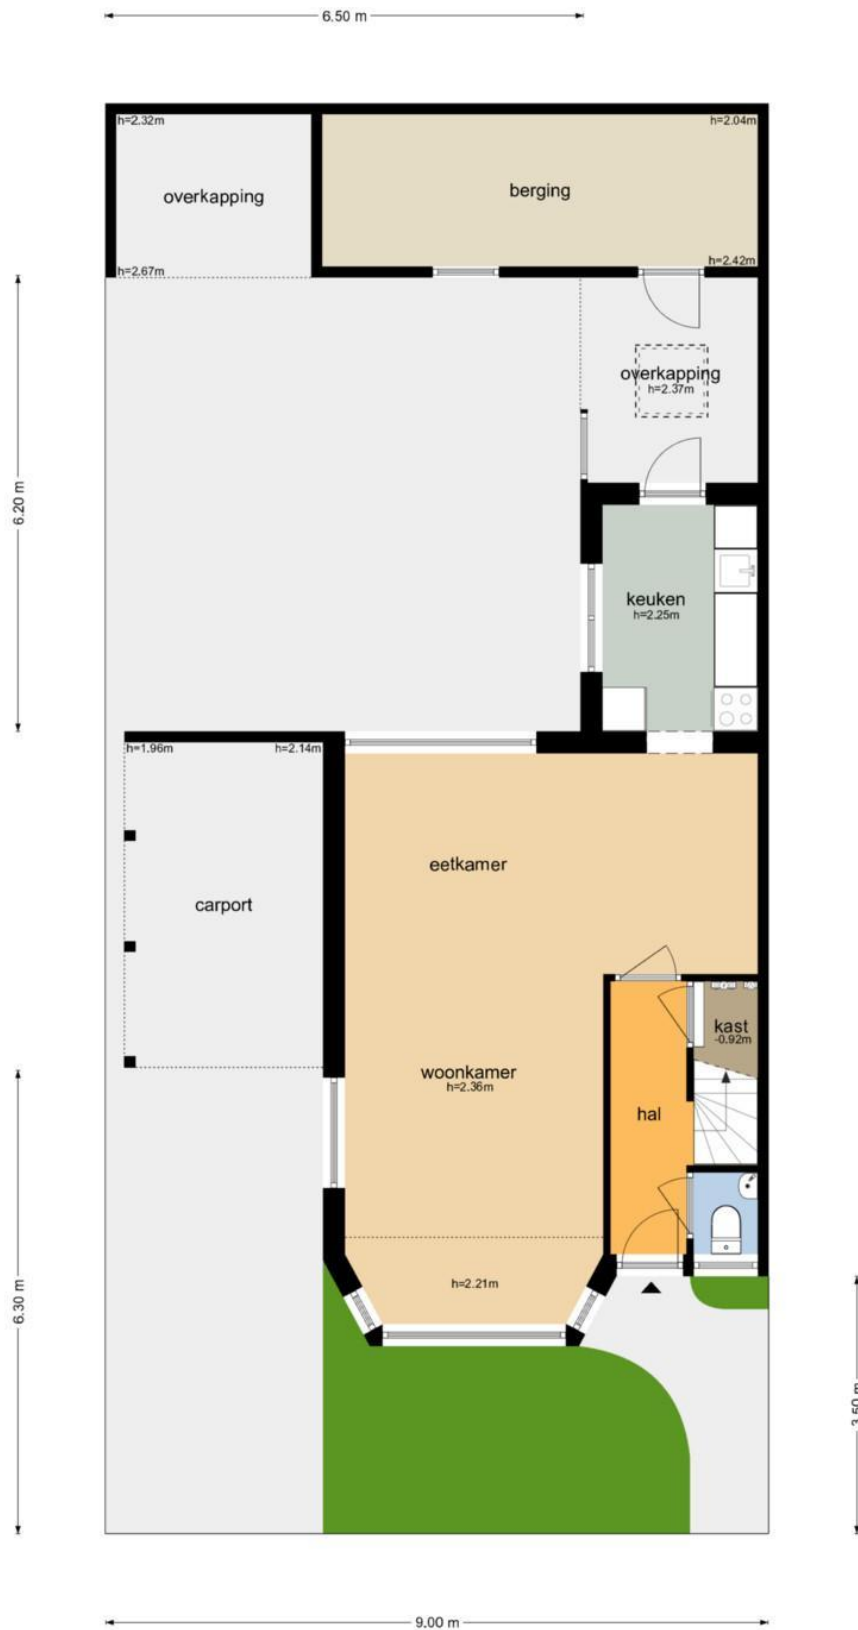 6.50 m
h=2.32m
h=2.04m
overkapping
berging
h=2.67m
h=2.42m
overkapping
h=2.37m
6.20 m
keuken
h=2.25m
h=1.96m
h=2.14m
eetkamer
carport
kast
-0.92m
woonkamer
h=2.36m
hal
h=2.21m
6.30 m
3.60 m
9.00 m